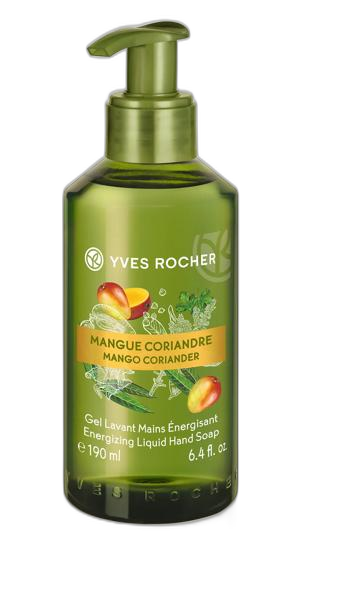 YVES ROCHER
MANGUE CORIANDRE
MANGO CORIANDER
Gel Lavant Mains Énergisant
Energizing Liquid Hand Soap
℮ 190 ml 6.4 fl. oz.
YVES ROCHER